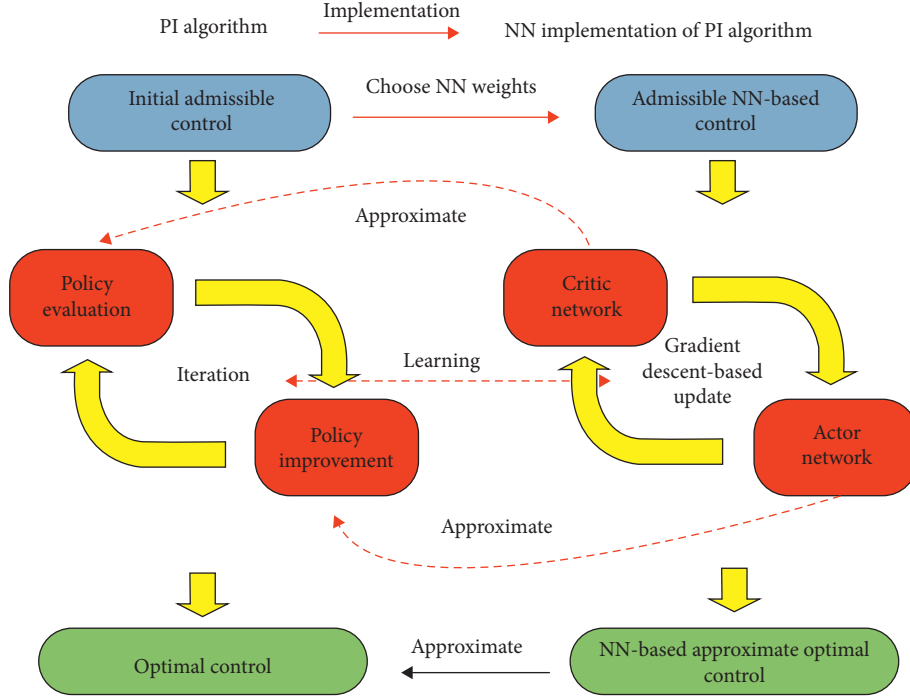 Implementation
PI algorithm
NN implementation of PI algorithm
Initial admissible
control
Choose NN weights
Admissible NN-based
control
Approximate
Policy
evaluation
Critic
network
Iteration
Learning
Gradient
descent-based
update
Policy
improvement
Actor
network
Approximate
Optimal control
Approximate
NN-based approximate optimal
control